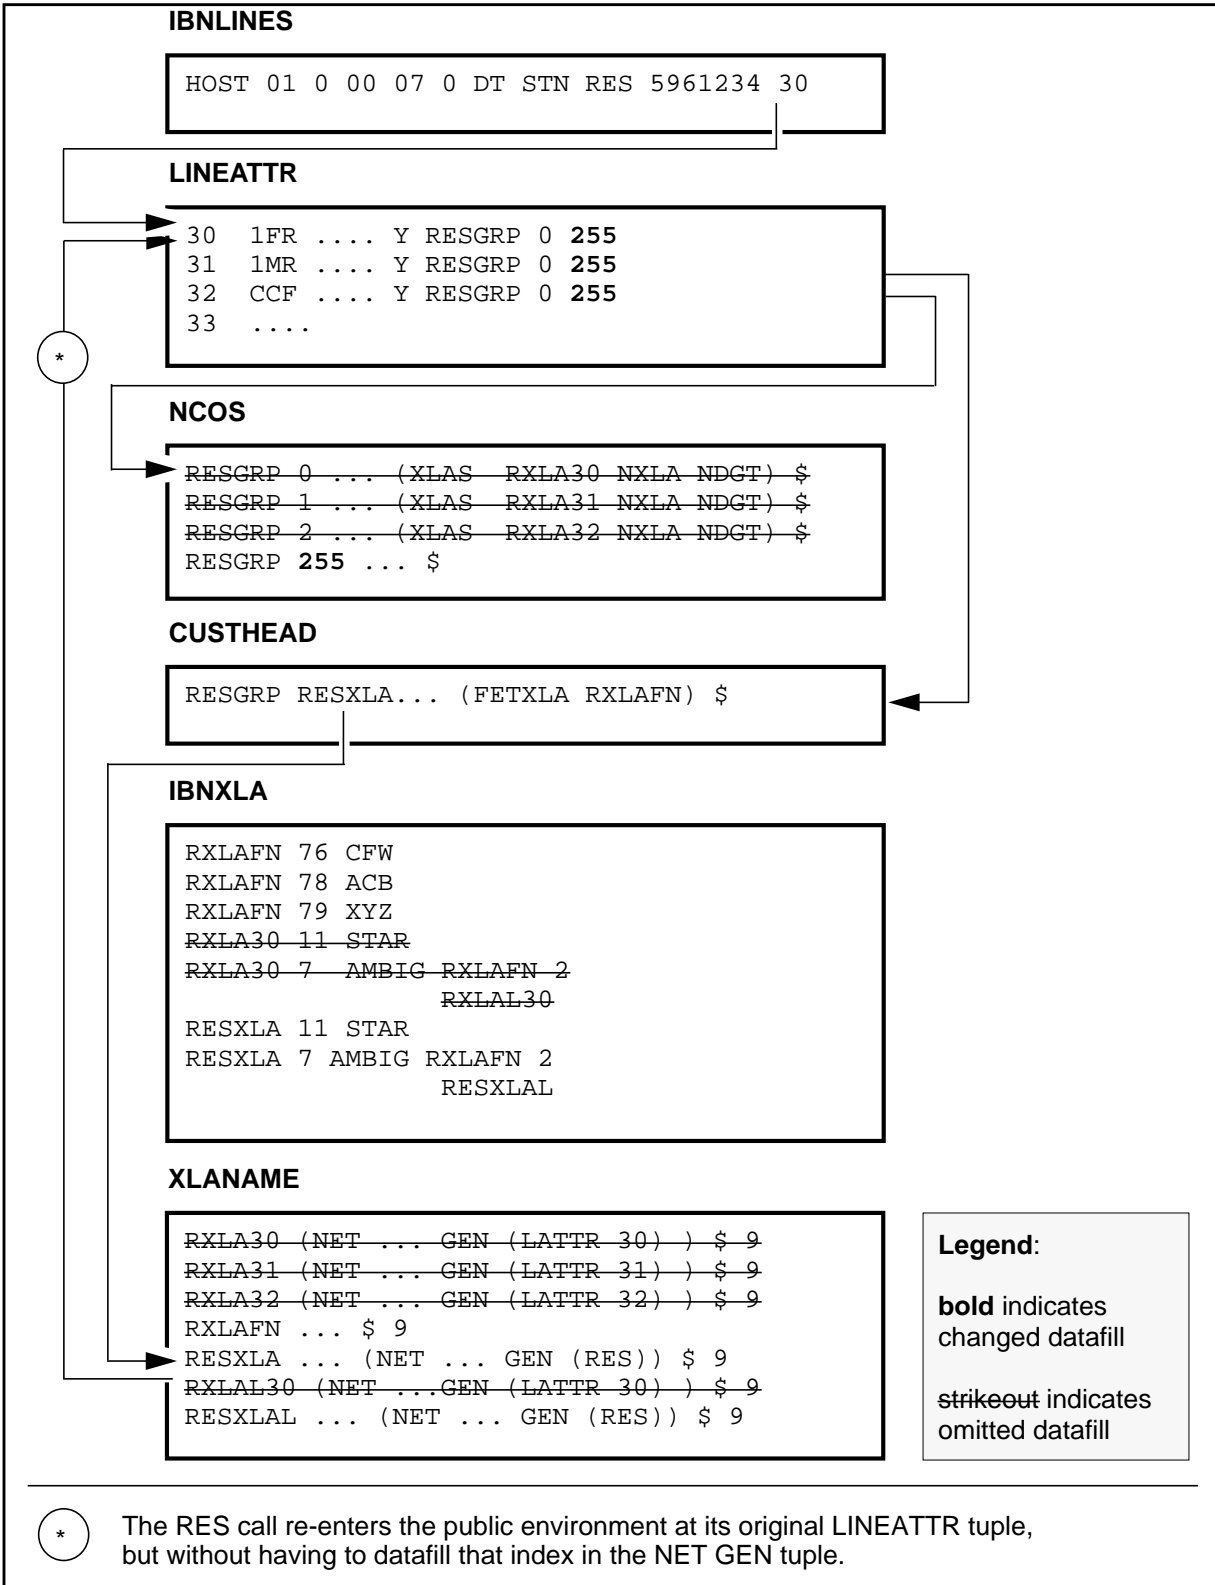 IBNLINES
HOST 01 0 00 07 0 DT STN RES 5961234 30
LINEATTR
30 1FR .... Y RESGRP 0 255
31 1MR .... Y RESGRP 0 255
32 CCF .... Y RESGRP 0 255
33 ....
*
NCOS
RESGRP 0 ... (XLAS RXLA30 NXLA NDGT) $
RESGRP 1 ... (XLAS RXLA31 NXLA NDGT) $
RESGRP 2 ... (XLAS RXLA32 NXLA NDGT) $
RESGRP 255 ... $
CUSTHEAD
RESGRP RESXLA... (FETXLA RXLAFN) $
IBNXLA
RXLAFN 76 CFW
RXLAFN 78 ACB
RXLAFN 79 XYZ
RXLA30 11 STAR
RXLA30 7 AMBIG RXLAFN 2
RXLAL30
RESXLA 11 STAR
RESXLA 7 AMBIG RXLAFN 2
RESXLAL
XLANAME
RXLA30 (NET ... GEN (LATTR 30) ) $ 9
RXLA31 (NET ... GEN (LATTR 31) ) $ 9
RXLA32 (NET ... GEN (LATTR 32) ) $ 9
RXLAFN ... $ 9
RESXLA ... (NET ... GEN (RES)) $ 9
RXLAL30 (NET ...GEN (LATTR 30) ) $ 9
RESXLAL ... (NET ... GEN (RES)) $ 9
Legend:
bold indicates
changed datafill
strikeout indicates
omitted datafill
*
The RES call re-enters the public environment at its original LINEATTR tuple,
but without having to datafill that index in the NET GEN tuple.